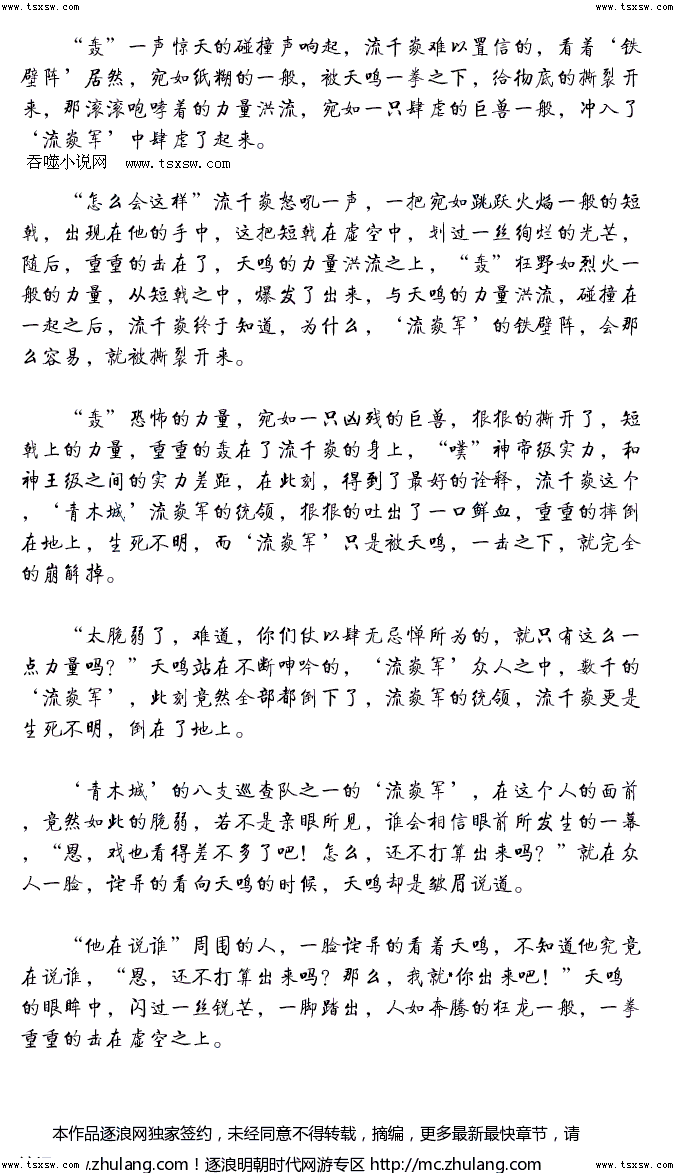 www.tsxsw.com www.tsxsw.com www.tsxsw.com
“轰”一声惊天的碰撞声响起，流千焱难以置信的，看着‘铁
壁阵’居然，宛如纸糊的一般，被天鸣一拳之下，给彻底的撕裂开
来，那滚滚咆哮着的力量洪流，宛如一只肆虐的巨兽一般，冲入了
‘流焱军’中肆虐了起来。
吞噬小说网 www.tsxsw.com
“怎么会这样”流千焱怒吼一声，一把宛如跳跃火焰一般的短
戟，出现在他的手中，这把短戟在虚空中，划过一丝绚烂的光芒，
随后，重重的击在了，天鸣的力量洪流之上，“轰”狂野如烈火一
般的力量，从短戟之中，爆发了出来，与天鸣的力量洪流，碰撞在
一起之后，流千焱终于知道，为什么，‘流焱军’的铁壁阵，会那
么容易，就被撕裂开来。
“轰”恐怖的力量，宛如一只凶残的巨兽，狠狠的撕开了，短
戟上的力量，重重的轰在了流千焱的身上，“噗”神帝级实力，和
神王级之间的实力差距，在此刻，得到了最好的诠释，流千焱这个
，‘青木城’流焱军的统领，狠狠的吐出了一口鲜血，重重的摔倒
在地上，生死不明，而‘流焱军’只是被天鸣，一击之下，就完全
的崩解掉。
“太脆弱了，难道，你们仗以肆无忌惮所为的，就只有这么一
点力量吗？”天鸣站在不断呻吟的，‘流焱军’众人之中，数千的
‘流焱军’，此刻竟然全部都倒下了，流焱军的统领，流千焱更是
生死不明，倒在了地上。
‘青木城’的八支巡查队之一的‘流焱军’，在这个人的面前
，竟然如此的脆弱，若不是亲眼所见，谁会相信眼前所发生的一幕
，“恩，戏也看得差不多了吧！怎么，还不打算出来吗？”就在众
人一脸，诧异的看向天鸣的时候，天鸣却是皱眉说道。
“他在说谁”周围的人，一脸诧异的看着天鸣，不知道他究竟
在说谁，“恩，还不打算出来吗？那么，我就·你出来吧！”天鸣
的眼眸中，闪过一丝锐芒，一脚踏出，人如奔腾的狂龙一般，一拳
重重的击在虚空之上。
本作品逐浪网独家签约，未经同意不得转载，摘编，更多最新最快章节，请
w.zhulang.com！逐浪明朝时代网游专区 http://mc.zhulang.com
www.tsxsw.com www.tsxsw.com www.tsxsw.com